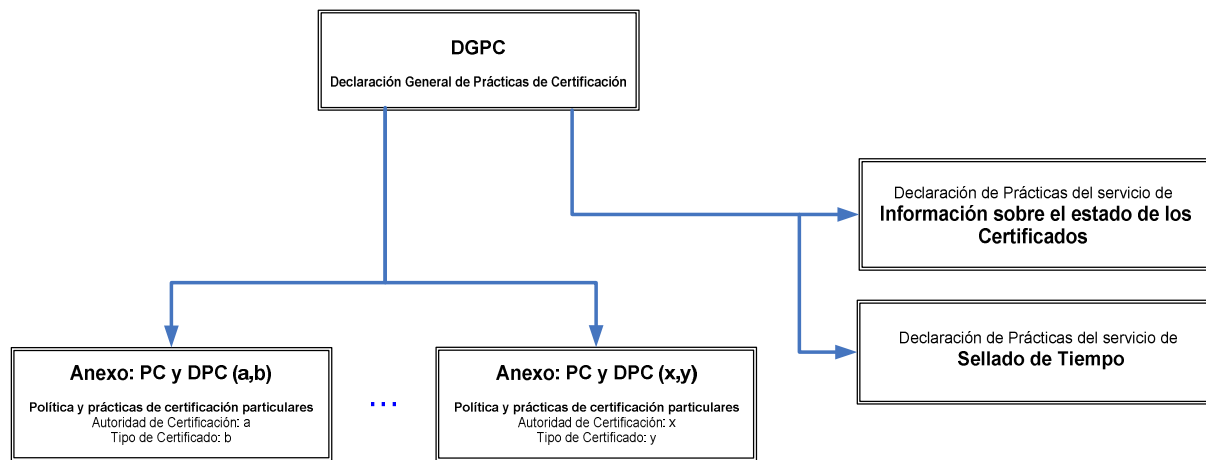 DGPC
Declaración General de Prácticas de Certificación
Declaración de Prácticas del servicio de
Información sobre el estado de los
Certificados
Declaración de Prácticas del servicio de
Sellado de Tiempo
Anexo: PC y DPC (a,b)
Política y prácticas de certificación particulares
Autoridad de Certificación: a
Tipo de Certificado: b
...
Anexo: PC y DPC (x,y)
Política y prácticas de certificación particulares
Autoridad de Certificación: x
Tipo de Certificado: y